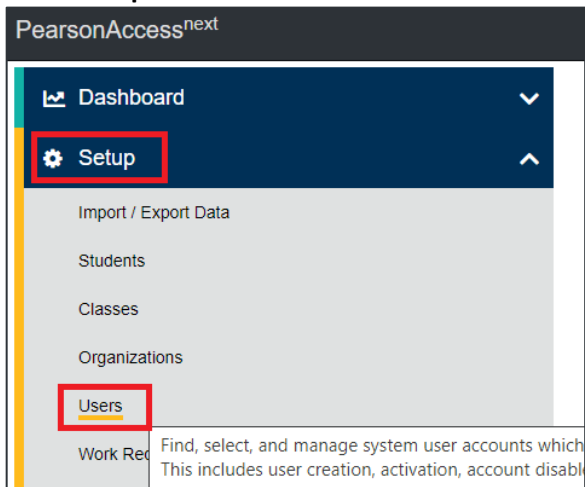 PearsonAccessnext
Dashboard
Setup
Import / Export Data
Students
Classes
Organizations
Users
Work
Find, select, and manage system user accounts which
This includes user creation, activation, account